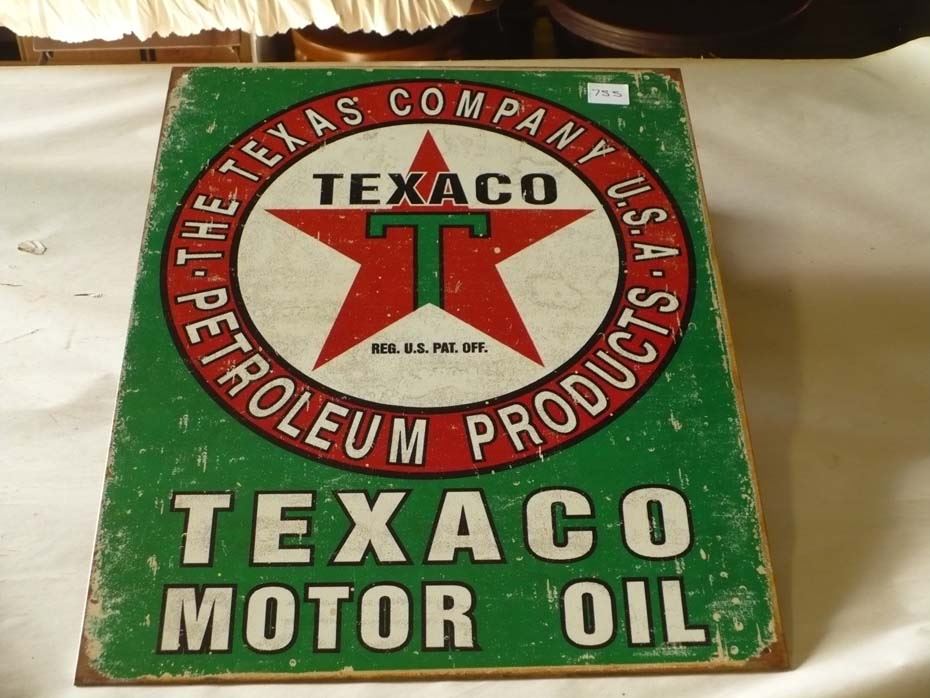 755
·THE TEXAS COMPANY U.S.A·
TEXACO
T
REG. U.S. PAT. OFF.
PETROLEUM PRODUCTS
TEXACO
MOTOR OIL